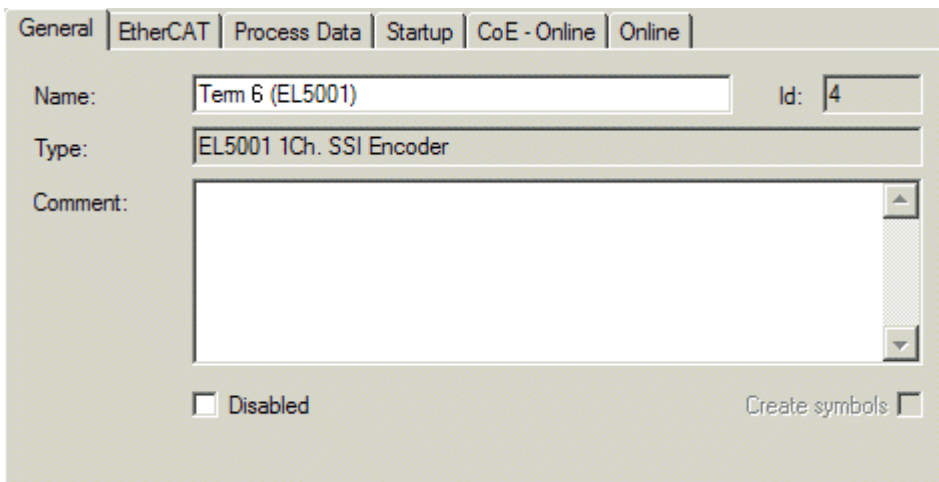 General EtherCAT Process Data Startup CoE - Online Online
Name: Term 6 (EL5001) Id: 4
Type: EL5001 1Ch. SSI Encoder
Comment:
Disabled Create symbols